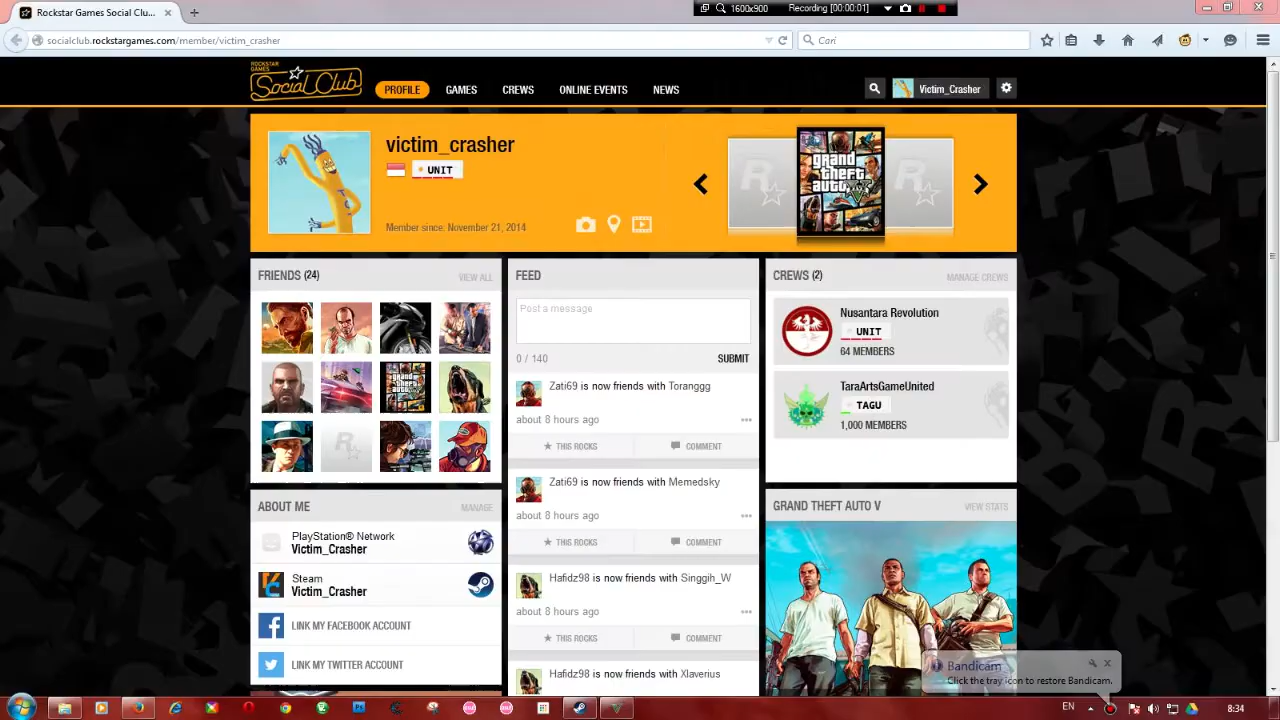 Rockstar Games Social Clu...
1600x900
Recording [00:00:01]
socialclub.rockstargames.com/member/victim_crasher
Cari
ROCKSTAR GAMES
Social Club
PROFILE
GAMES
CREWS
ONLINE EVENTS
NEWS
Victim_Crasher
victim_crasher
UNIT
Member since: November 21, 2014
grand theft auto V
FRIENDS (24)
VIEW ALL
ABOUT ME
MANAGE
PlayStation® Network
Victim_Crasher
Steam
Victim_Crasher
LINK MY FACEBOOK ACCOUNT
LINK MY TWITTER ACCOUNT
FEED
Post a message
0 / 140
SUBMIT
Zati69 is now friends with Toranggg
about 8 hours ago
THIS ROCKS
COMMENT
Zati69 is now friends with Memedsky
about 8 hours ago
THIS ROCKS
COMMENT
Hafidz98 is now friends with Singgih_W
about 8 hours ago
THIS ROCKS
COMMENT
Hafidz98 is now friends with Xlaverius
CREWS (2)
MANAGE CREWS
Nusantara Revolution
UNIT
64 MEMBERS
TaraArtsGameUnited
TAGU
1,000 MEMBERS
GRAND THEFT AUTO V
VIEW STATS
Bandicam
Click the tray icon to restore Bandicam.
EN
8:34